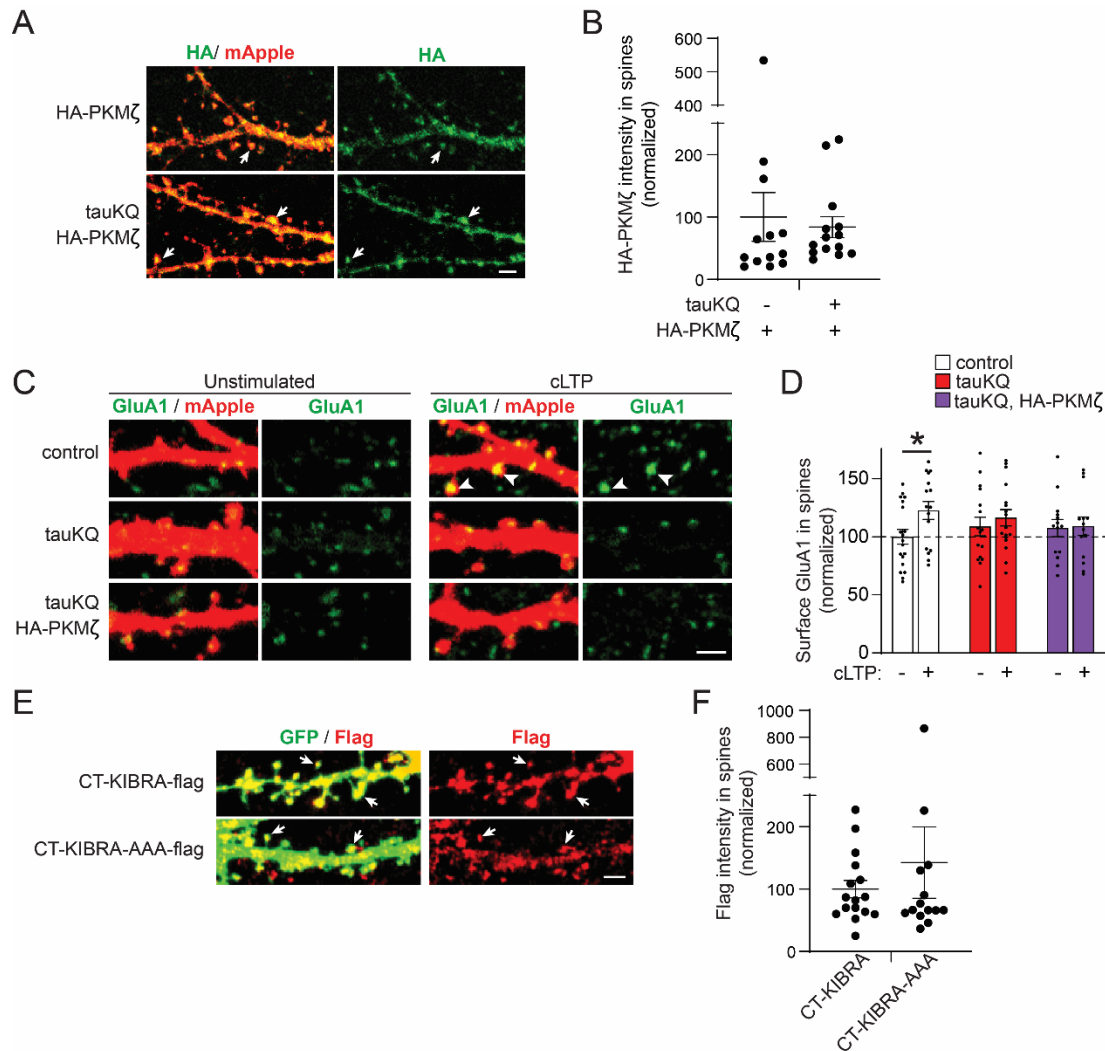 A
HA/ mApple
HA
HA-PKMζ
tauKQ
HA-PKMζ
B
HA-PKMζ intensity in spines
(normalized)
600
500
400
200
100
0
tauKQ - +
HA-PKMζ + +
C
Unstimulated
cLTP
GluA1 / mApple
GluA1
GluA1 / mApple
GluA1
control
tauKQ
tauKQ
HA-PKMζ
D
control
tauKQ
tauKQ, HA-PKMζ
*
Surface GluA1 in spines
(normalized)
150
100
50
0
cLTP: - + - + - +
E
GFP / Flag
Flag
CT-KIBRA-flag
CT-KIBRA-AAA-flag
F
Flag intensity in spines
(normalized)
1000
800
600
400
200
100
0
CT-KIBRA
CT-KIBRA-AAA